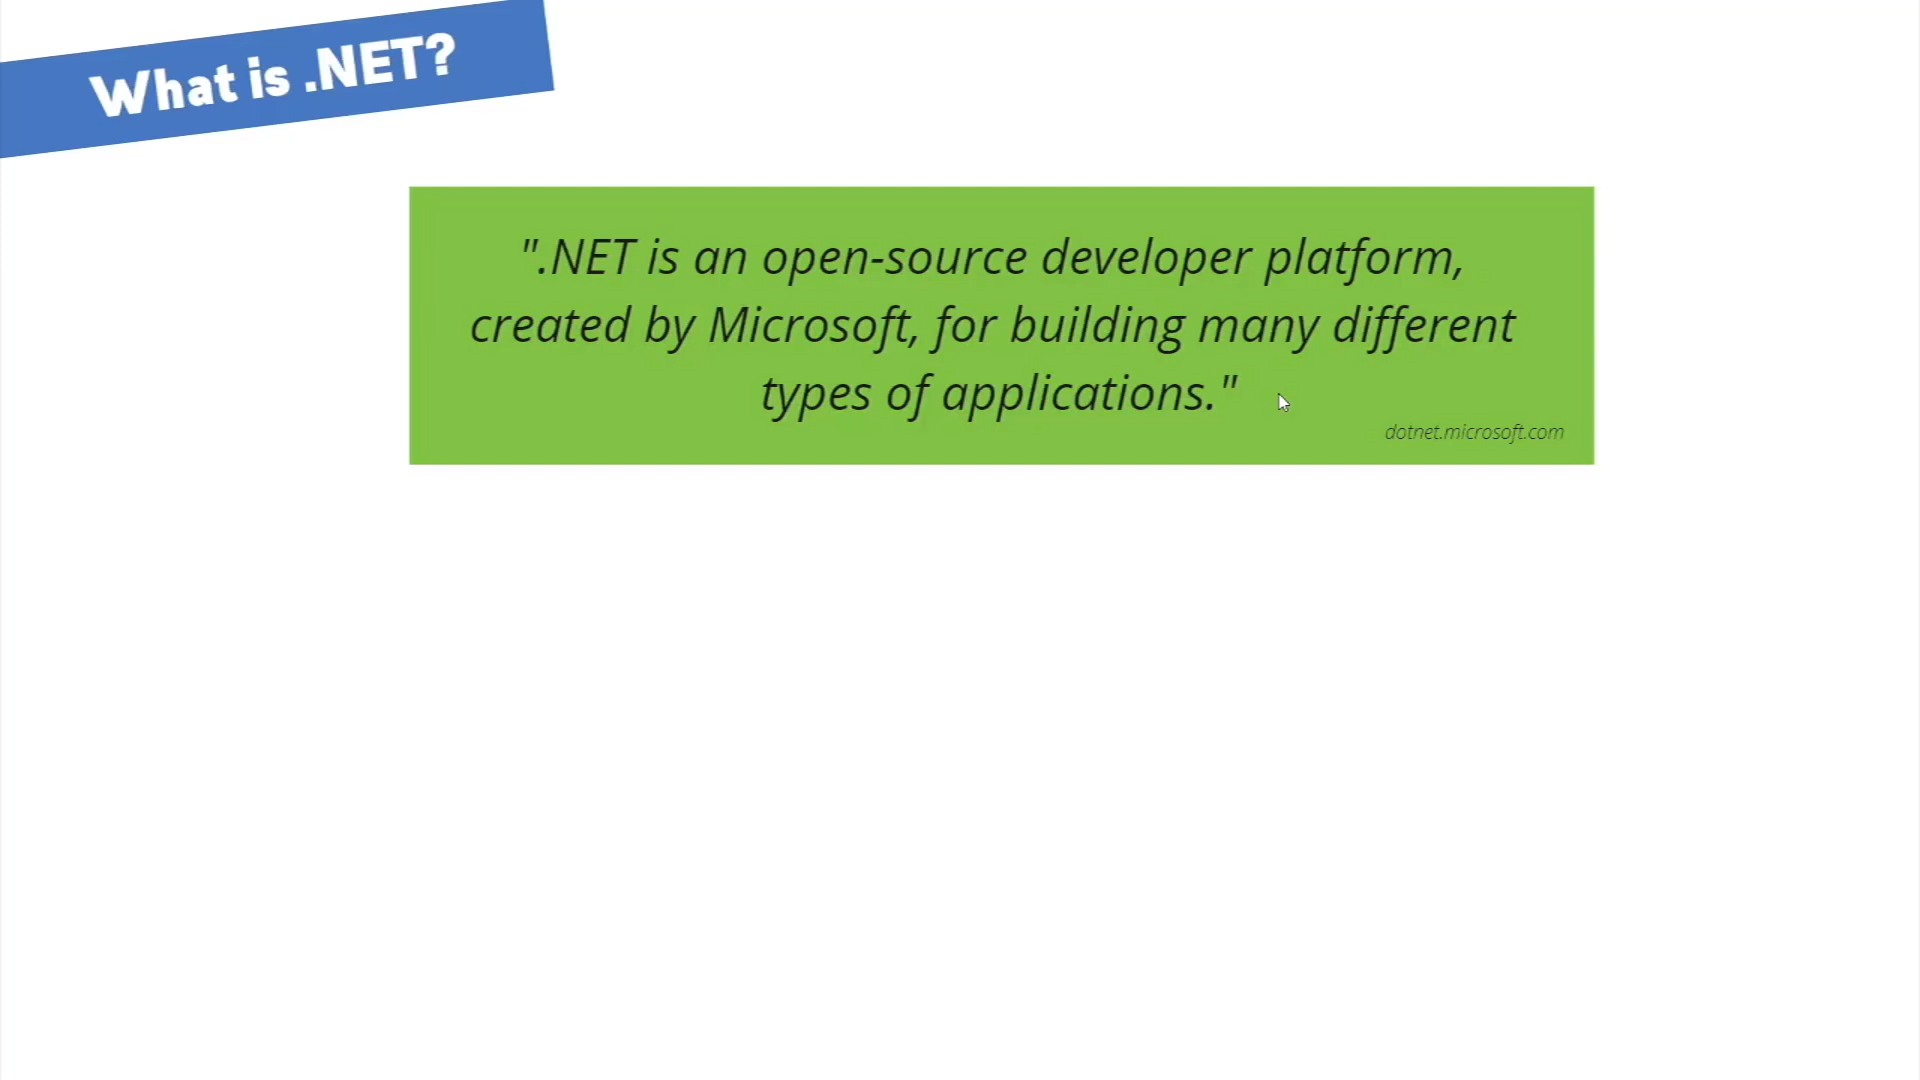 What is .NET?
".NET is an open-source developer platform,
created by Microsoft, for building many different
types of applications."
dotnet.microsoft.com